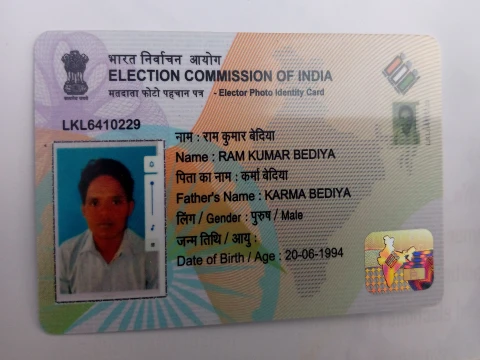 भारत निर्वाचन आयोग
ELECTION COMMISSION OF INDIA
मतदाता फोटो पहचान पत्र - Elector Photo Identity Card
LKL6410229
नाम : राम कुमार बेदिया
Name : RAM KUMAR BEDIYA
पिता का नाम : कर्मा बेदिया
Father's Name : KARMA BEDIYA
लिंग / Gender : पुरुष / Male
जन्म तिथि / आयु :
Date of Birth / Age : 20-06-1994